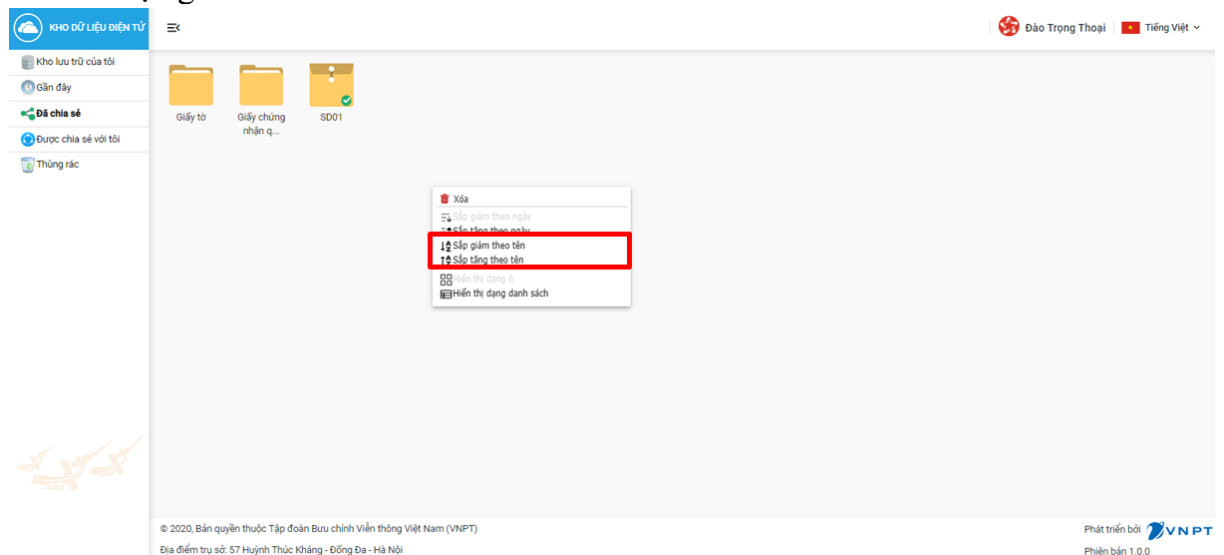 KHO DỮ LIỆU ĐIỆN TỬ
Đào Trọng Thoại
Tiếng Việt
Kho lưu trữ của tôi
Gần đây
Đã chia sẻ
Được chia sẻ với tôi
Thùng rác
Giấy tờ
Giấy chứng nhận q...
SD01
Xóa
Sắp giảm theo ngày
Sắp tăng theo ngày
Sắp giảm theo tên
Sắp tăng theo tên
Hiển thị dạng ô
Hiển thị dạng danh sách
© 2020, Bản quyền thuộc Tập đoàn Bưu chính Viễn thông Việt Nam (VNPT)
Địa điểm trụ sở: 57 Huỳnh Thúc Kháng - Đống Đa - Hà Nội
Phát triển bởi VNPT
Phiên bản 1.0.0